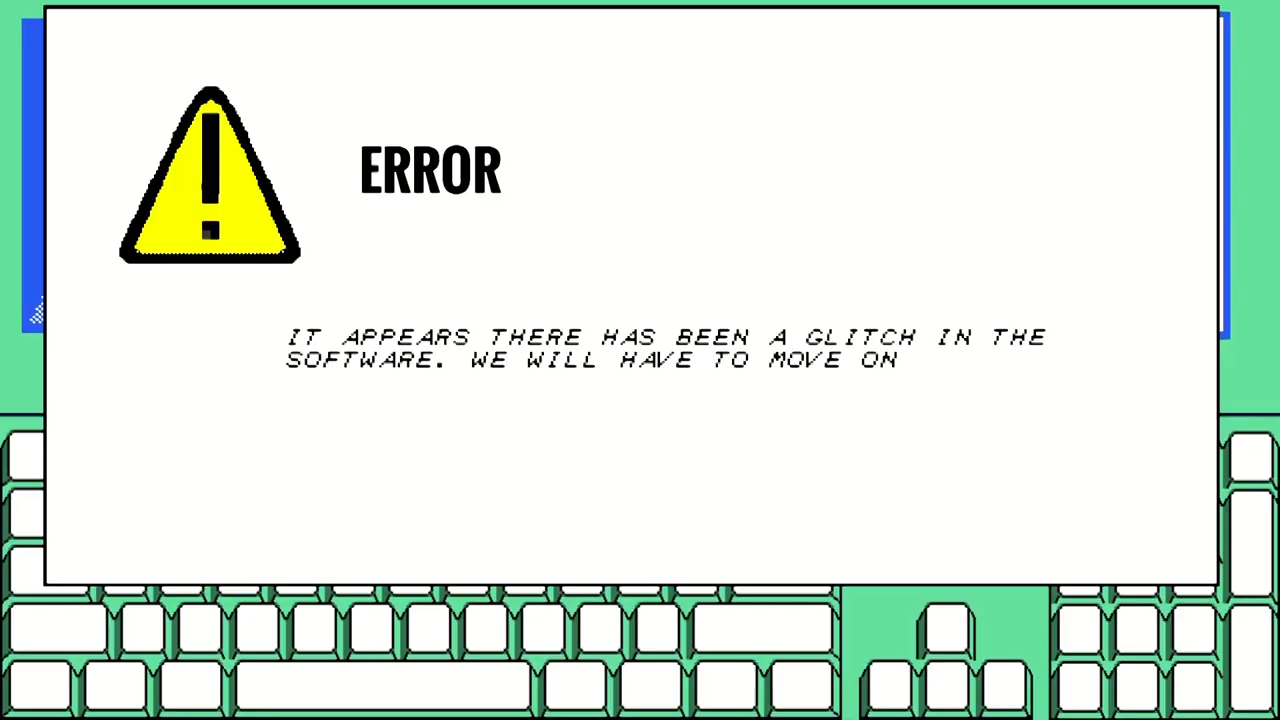 ERROR
IT APPEARS THERE HAS BEEN A GLITCH IN THE
SOFTWARE. WE WILL HAVE TO MOVE ON